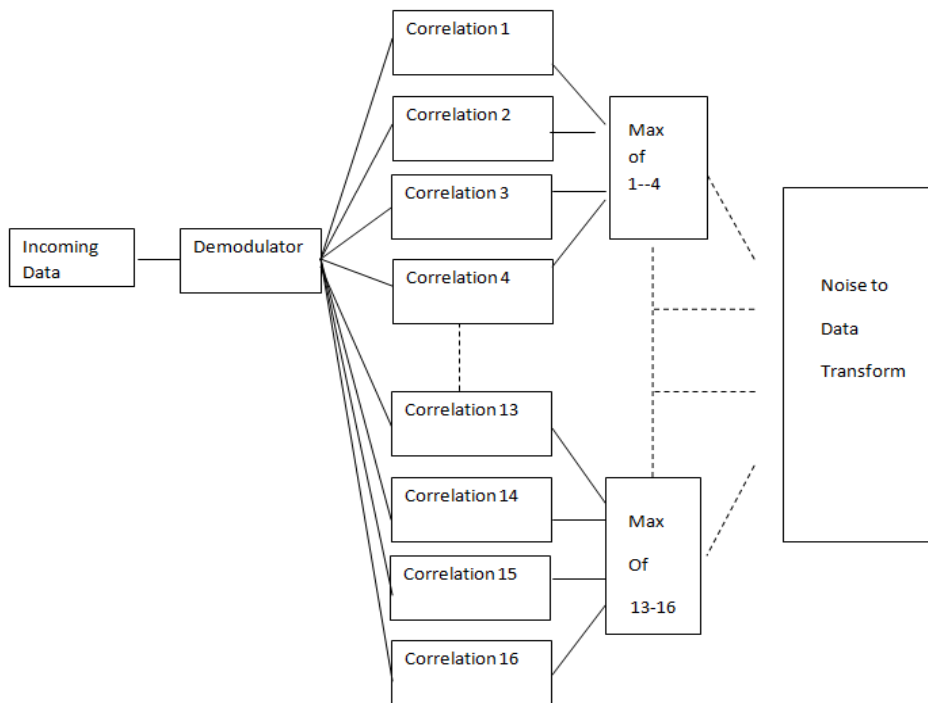 Incoming
Data
Demodulator
Correlation 1
Correlation 2
Correlation 3
Correlation 4
Correlation 13
Correlation 14
Correlation 15
Correlation 16
Max
of
1--4
Max
Of
13-16
Noise to
Data
Transform